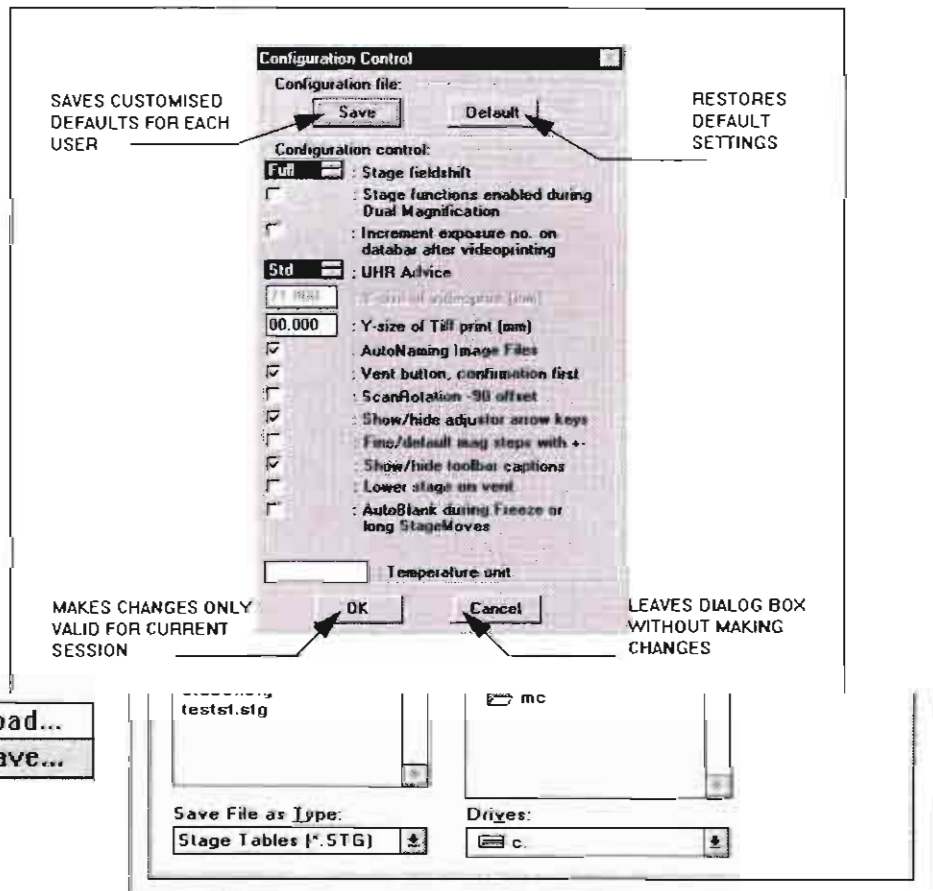 Configuration Control
Configuration file:
SAVES CUSTOMISED
DEFAULTS FOR EACH
USER
Save
Default
RESTORES
DEFAULT
SETTINGS
Configuration control:
Full : Stage fieldshift
: Stage functions enabled during
Dual Magnification
: Increment exposure no. on
databar after videoprinting
Std : UHR Advice
: Y-size of videoprint (mm)
00.000 : Y-size of Tiff print (mm)
: AutoNaming Image Files
: Vent button, confirmation first
: ScanRotation -90 offset
: Show/hide adjustor arrow keys
: Fine/default mag steps with +-
: Show/hide toolbar captions
: Lower stage on vent
: AutoBlank during Freeze or
long StageMoves
Temperature unit
MAKES CHANGES ONLY
VALID FOR CURRENT
SESSION
OK
Cancel
LEAVES DIALOG BOX
WITHOUT MAKING
CHANGES
oad...
ave...
testst.stg
mc
Save File as Type:
Stage Tables (*.STG)
Drives:
c: